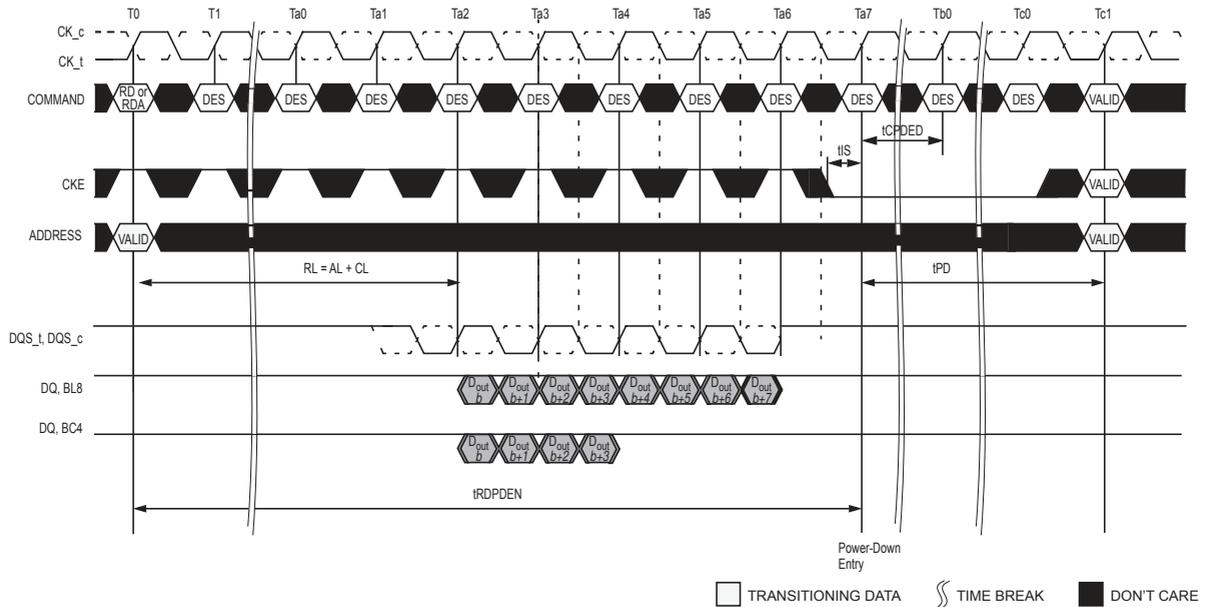 T0 T1 Ta0 Ta1 Ta2 Ta3 Ta4 Ta5 Ta6 Ta7 Tb0 Tc0 Tc1
CK_c
CK_t
COMMAND RD or RDA DES DES DES DES DES DES DES DES DES DES DES VALID
tCPDED
tIS
CKE VALID
ADDRESS VALID VALID
RL = AL + CL tPD
DQS_t, DQS_c
DQ, BL8 Dout b Dout b+1 Dout b+2 Dout b+3 Dout b+4 Dout b+5 Dout b+6 Dout b+7
DQ, BC4 Dout b Dout b+1 Dout b+2 Dout b+3
tRDPDEN
Power-Down
Entry
TRANSITIONING DATA TIME BREAK DON'T CARE